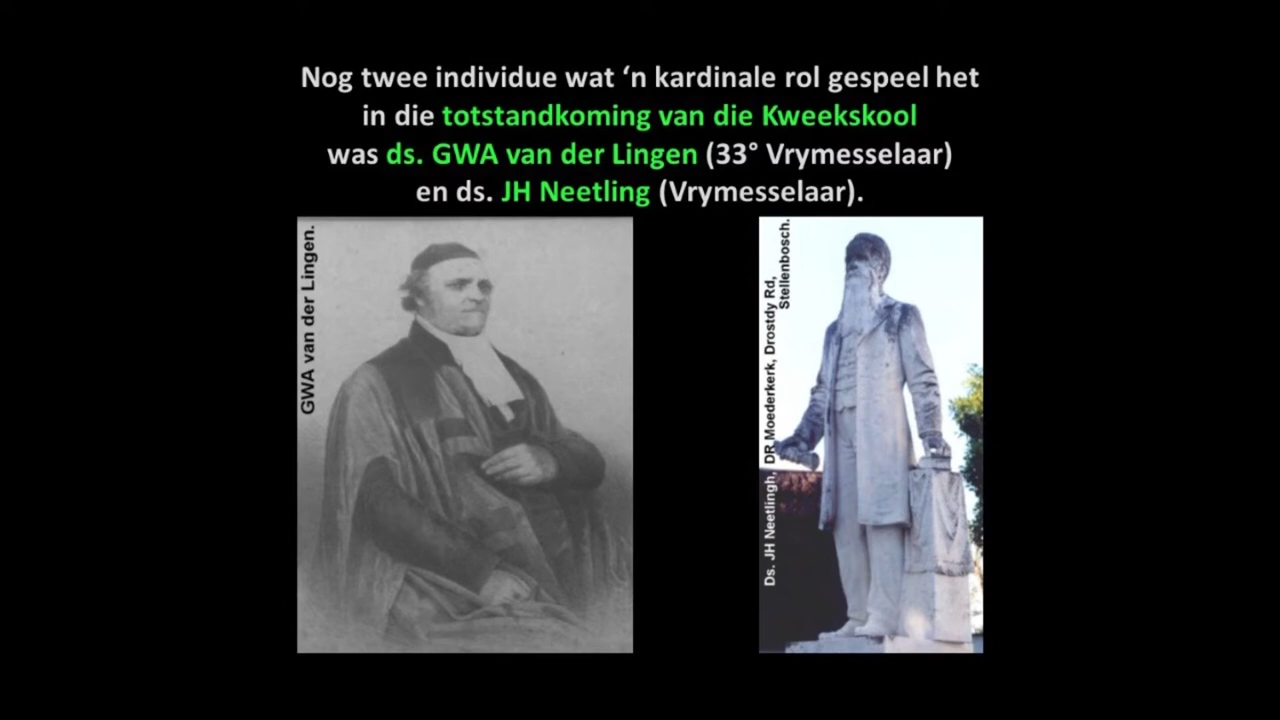 Nog twee individue wat ‘n kardinale rol gespeel het
in die totstandkoming van die Kweekskool
was ds. GWA van der Lingen (33° Vrymesselaar)
en ds. JH Neetling (Vrymesselaar).
GWA van der Lingen.
Ds. JH Neetlingh, DR Moederkerk, Drostdy Rd,
Stellenbosch.